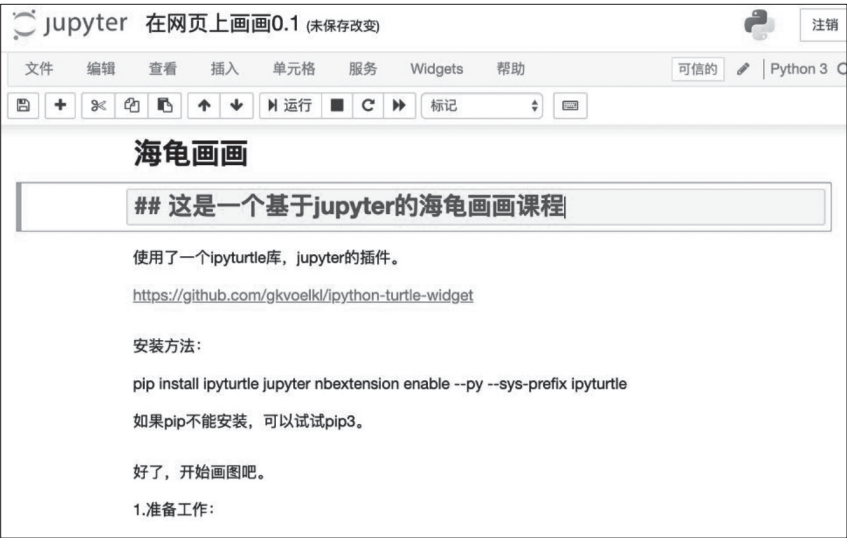 jupyter 在网页上画画0.1 (未保存改变)
注销
文件 编辑 查看 插入 单元格 服务 Widgets 帮助
可信的 Python 3
运行 标记
海龟画画
## 这是一个基于jupyter的海龟画画课程
使用了一个ipyturtle库，jupyter的插件。
https://github.com/gkvoelkl/ipython-turtle-widget
安装方法：
pip install ipyturtle jupyter nbextension enable --py --sys-prefix ipyturtle
如果pip不能安装，可以试试pip3。
好了，开始画图吧。
1.准备工作：